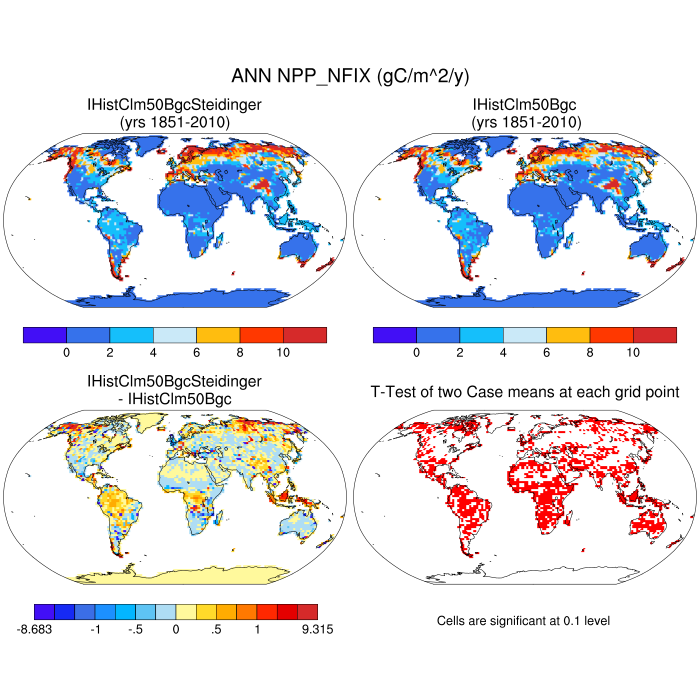 ANN NPP_NFIX (gC/m^2/y)
IHistClm50BgcSteidinger
(yrs 1851-2010)
IHistClm50Bgc
(yrs 1851-2010)
0 2 4 6 8 10
0 2 4 6 8 10
IHistClm50BgcSteidinger
- IHistClm50Bgc
T-Test of two Case means at each grid point
-8.683 -1 -.5 0 .5 1 9.315
Cells are significant at 0.1 level